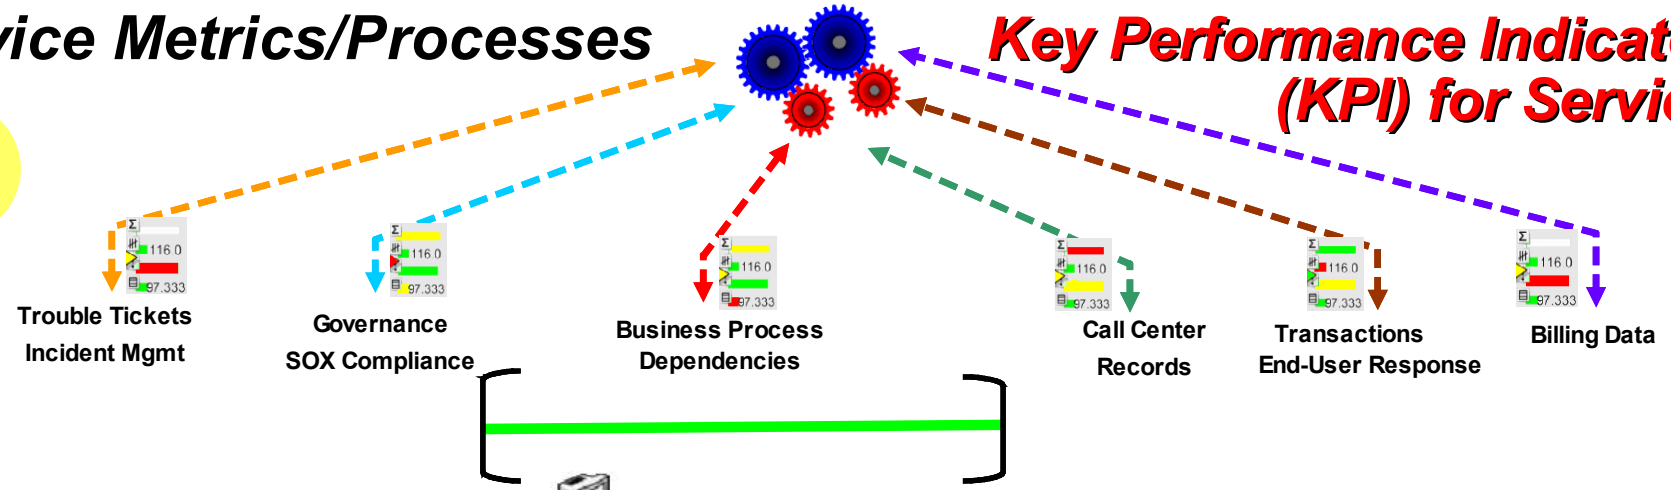 vice Metrics/Processes
Key Performance Indicat
(KPI) for Servi
Σ
116.0
97.333
Trouble Tickets
Incident Mgmt
Σ
116.0
97.333
Governance
SOX Compliance
Σ
116.0
97.333
Business Process
Dependencies
Σ
116.0
97.333
Call Center
Records
Σ
116.0
97.333
Transactions
End-User Response
Σ
116.0
97.333
Billing Data